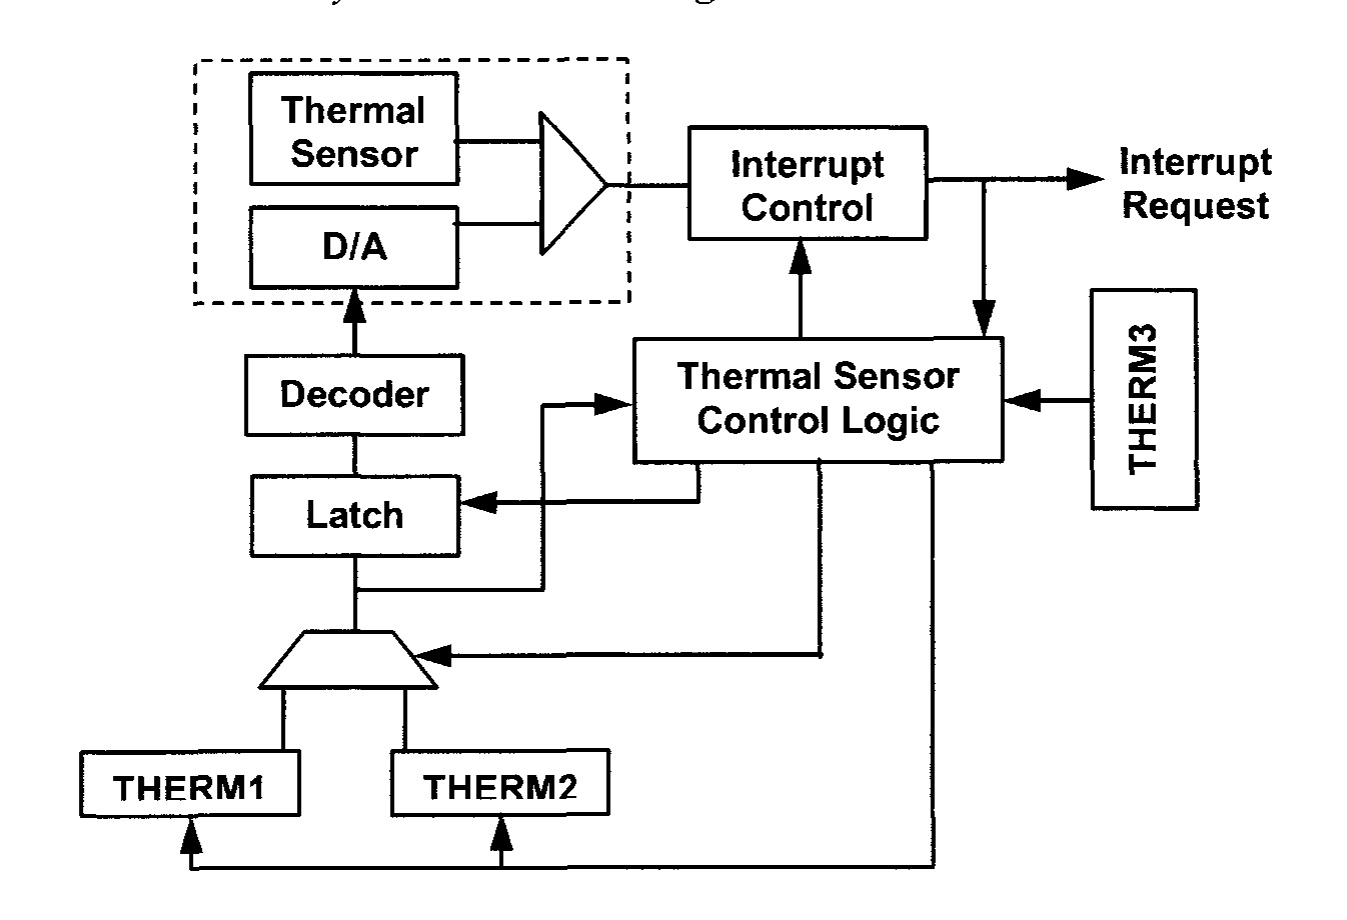 Thermal
Sensor
D/A
Interrupt
Control
Interrupt
Request
Decoder
Thermal Sensor
Control Logic
THERM3
Latch
THERM1
THERM2